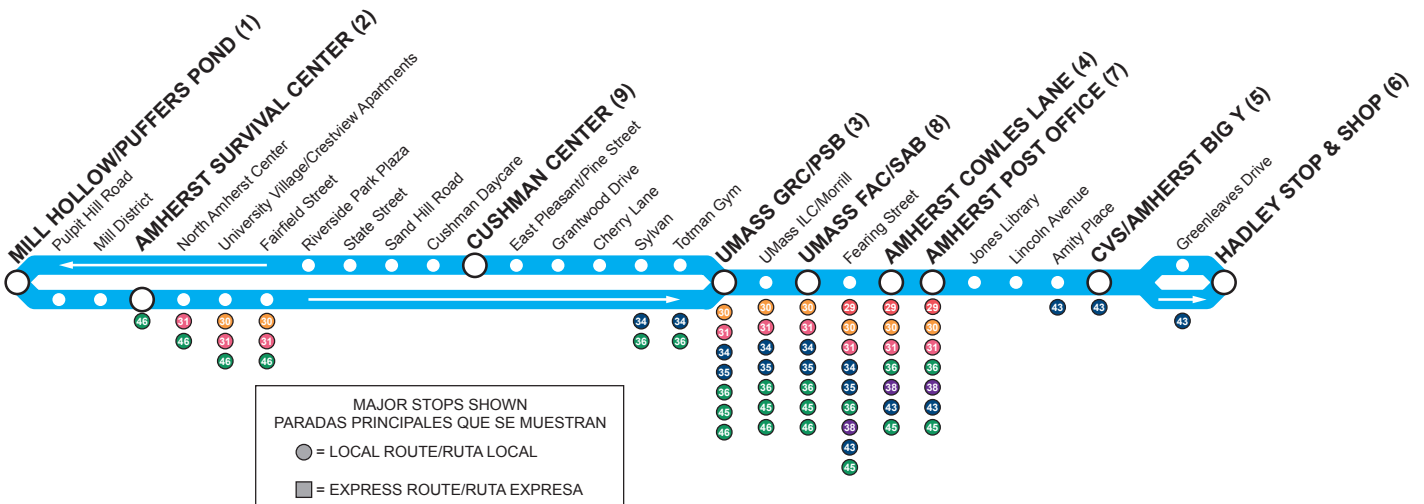 MILL HOLLOW/PUFFERS POND (1)
Pulpit Hill Road
Mill District
AMHERST SURVIVAL CENTER (2)
North Amherst Center
University Village/Crestview Apartments
Fairfield Street
Riverside Park Plaza
State Street
Sand Hill Road
Cushman Daycare
CUSHMAN CENTER (9)
East Pleasant/Pine Street
Grantwood Drive
Cherry Lane
Sylvan
Totman Gym
UMASS GRC/PSB (3)
UMass ILC/Morrill
UMASS FAC/SAB (8)
Fearing Street
AMHERST COWLES LANE (4)
AMHERST POST OFFICE (7)
Jones Library
Lincoln Avenue
Amity Place
CVS/AMHERST BIG Y (5)
Greenleaves Drive
HADLEY STOP & SHOP (6)
46
31
46
30
31
46
30
31
46
34
36
34
36
30
31
34
35
36
45
46
30
31
34
35
36
45
46
30
31
34
35
36
45
46
29
30
31
34
35
36
38
43
45
29
30
31
36
38
43
45
29
30
31
36
38
43
45
43
43
43
MAJOR STOPS SHOWN
PARADAS PRINCIPALES QUE SE MUESTRAN
= LOCAL ROUTE/RUTA LOCAL
= EXPRESS ROUTE/RUTA EXPRESA